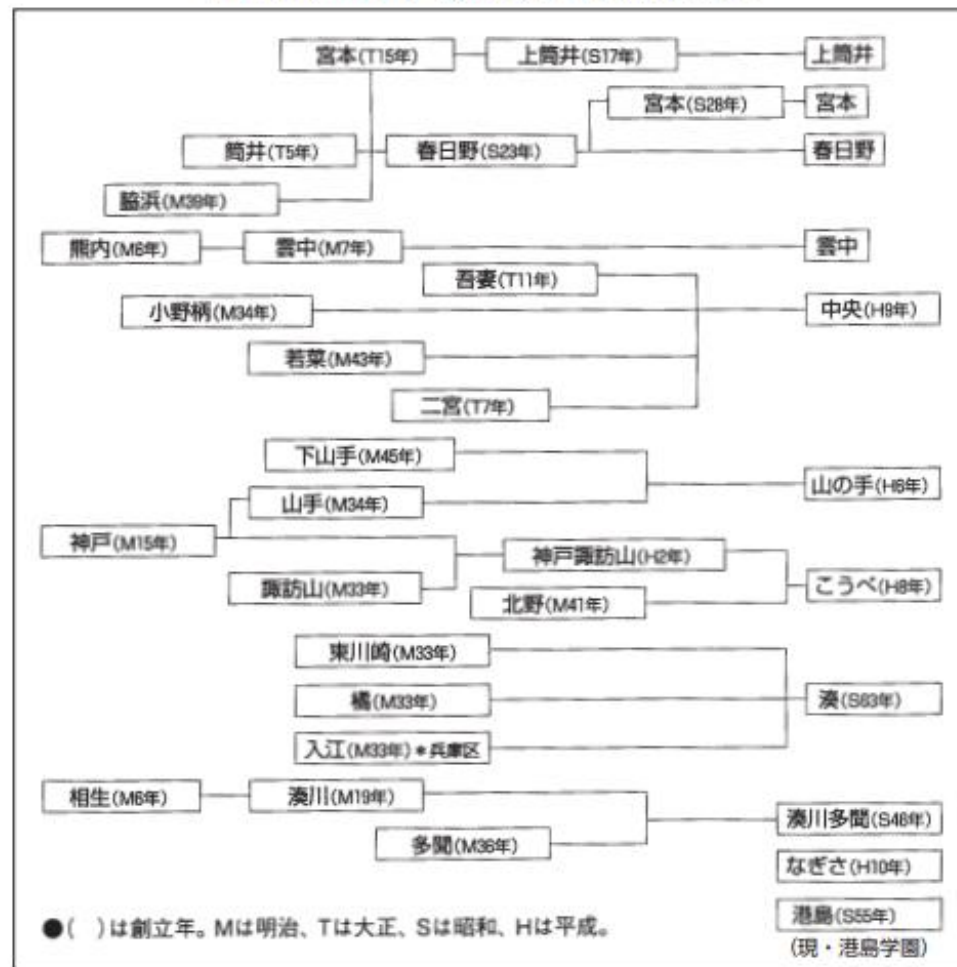 宮本(T15年) 上筒井(S17年) 上筒井
宮本(S28年) 宮本
筒井(T5年) 春日野(S23年) 春日野
脇浜(M39年)
熊内(M6年) 雲中(M7年) 雲中
吾妻(T11年)
小野柄(M34年) 中央(H9年)
若菜(M43年)
二宮(T7年)
下山手(M45年)
山の手(H6年)
山手(M34年)
神戸(M15年)
神戸諏訪山(H2年)
諏訪山(M33年) こうべ(H8年)
北野(M41年)
東川崎(M33年)
橘(M33年) 湊(S63年)
入江(M33年)*兵庫区
相生(M6年) 湊川(M19年)
湊川多聞(S48年)
多聞(M36年)
なぎさ(H10年)
●( )は創立年。Mは明治、Tは大正、Sは昭和、Hは平成。
港島(S55年)
(現・港島学園)